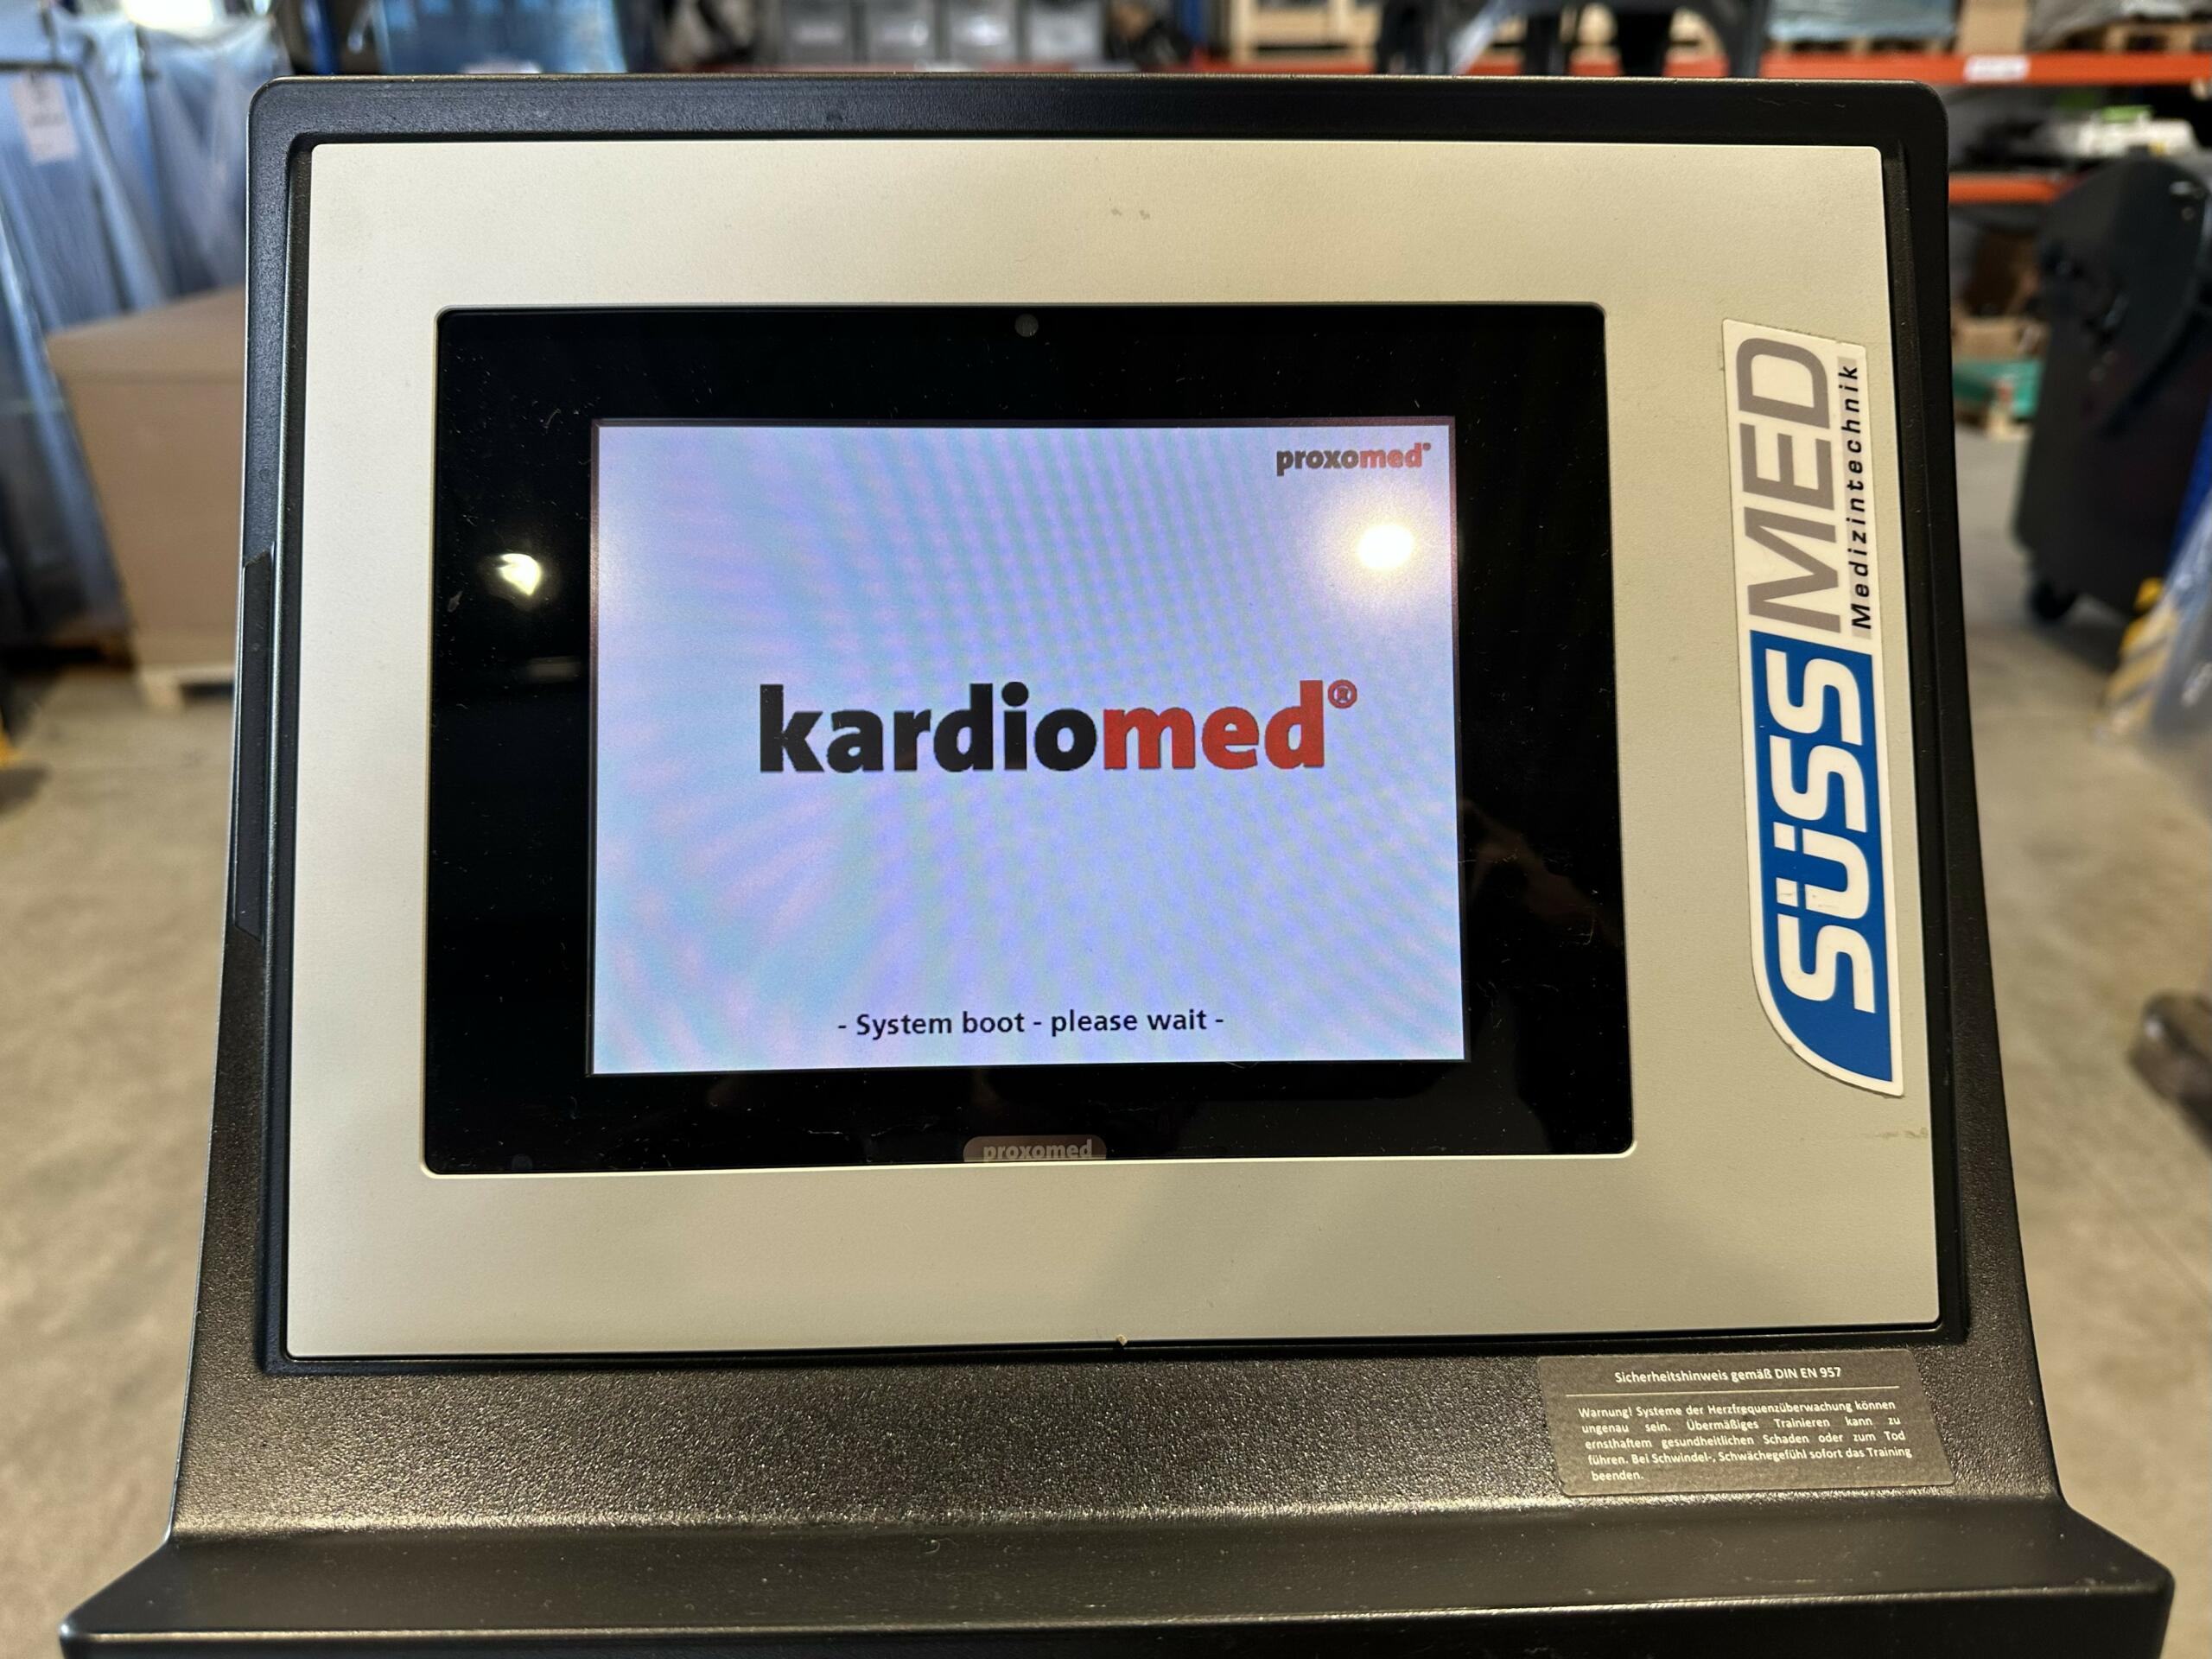 proxomed®
kardiomed®
- System boot - please wait -
proxomed
SÜSSMED
Medizintechnik
Sicherheitshinweis gemäß DIN EN 957
Warnung! Systeme der Herzfrequenzüberwachung können
ungenau sein. Übermäßiges Trainieren kann zu
ernsthaftem gesundheitlichen Schaden oder zum Tod
führen. Bei Schwindel-, Schwächegefühl sofort das Training
beenden.